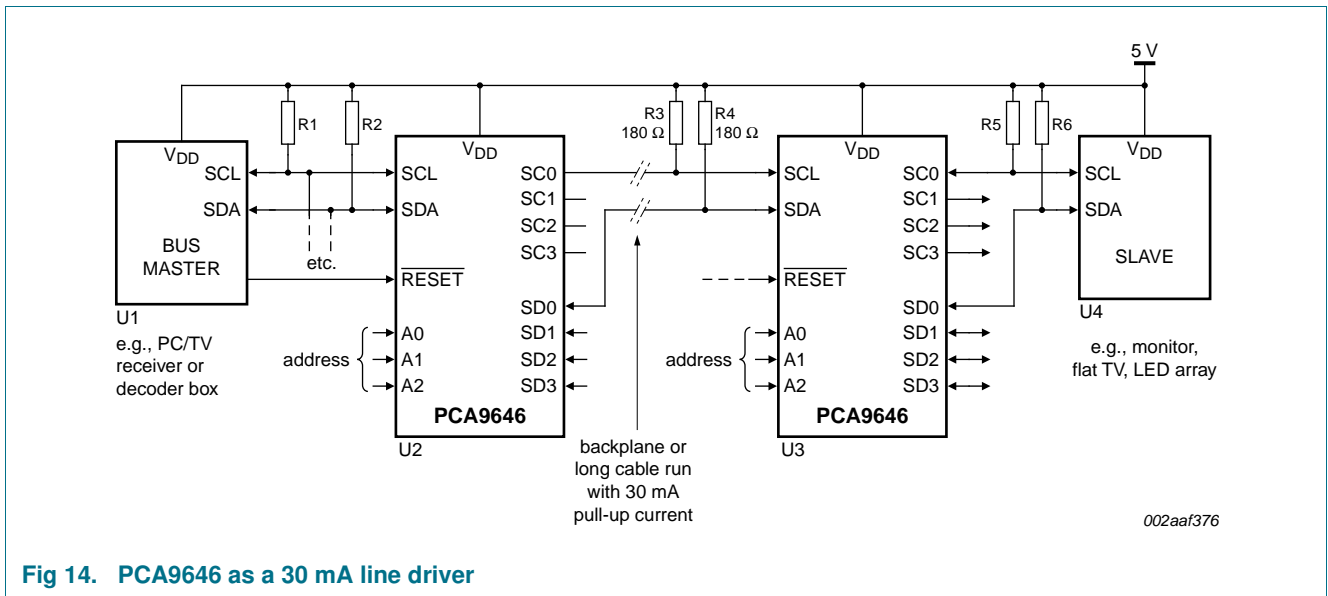 5 V
R1
R2
R3
180 Ω
R4
180 Ω
R5
R6
VDD
SCL
SDA
BUS
MASTER
U1
e.g., PC/TV
receiver or
decoder box
etc.
VDD
SCL
SDA
RESET
A0
A1
A2
address
SC0
SC1
SC2
SC3
SD0
SD1
SD2
SD3
PCA9646
U2
backplane or
long cable run
with 30 mA
pull-up current
VDD
SCL
SDA
RESET
A0
A1
A2
address
SC0
SC1
SC2
SC3
SD0
SD1
SD2
SD3
PCA9646
U3
VDD
SCL
SDA
SLAVE
U4
e.g., monitor,
flat TV, LED array
002aaf376
Fig 14. PCA9646 as a 30 mA line driver